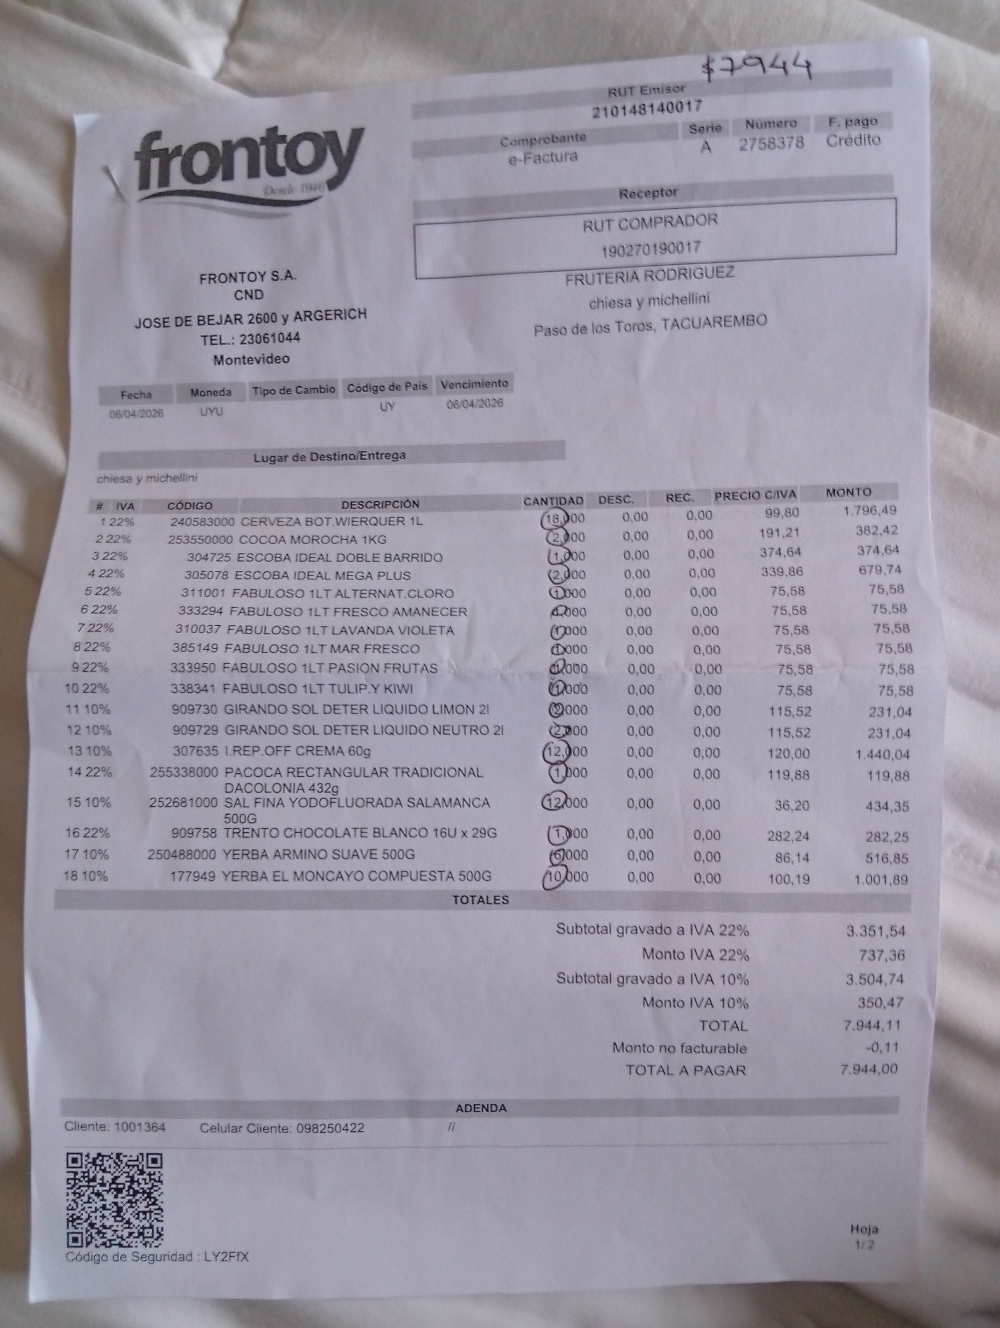 $7944
frontoy
Desde 1940
RUT Emisor
210148140017
Comprobante Serie Número F. pago
e-Factura A 2758378 Crédito
Receptor
RUT COMPRADOR
190270190017
FRUTERIA RODRIGUEZ
chiesa y michellini
Paso de los Toros, TACUAREMBO
FRONTOY S.A.
CND
JOSE DE BEJAR 2600 y ARGERICH
TEL.: 23061044
Montevideo
Fecha Moneda Tipo de Cambio Código de País Vencimiento
06/04/2026 UYU UY 06/04/2026
Lugar de Destino/Entrega
chiesa y michellini
# IVA CÓDIGO DESCRIPCIÓN CANTIDAD DESC. REC. PRECIO C/IVA MONTO
1 22% 240583000 CERVEZA BOT.WIERQUER 1L 18,000 0,00 0,00 99,80 1.796,49
2 22% 253550000 COCOA MOROCHA 1KG 2,000 0,00 0,00 191,21 382,42
3 22% 304725 ESCOBA IDEAL DOBLE BARRIDO 1,000 0,00 0,00 374,64 374,64
4 22% 305078 ESCOBA IDEAL MEGA PLUS 2,000 0,00 0,00 339,86 679,74
5 22% 311001 FABULOSO 1LT ALTERNAT.CLORO 1,000 0,00 0,00 75,58 75,58
6 22% 333294 FABULOSO 1LT FRESCO AMANECER 1,000 0,00 0,00 75,58 75,58
7 22% 310037 FABULOSO 1LT LAVANDA VIOLETA 1,000 0,00 0,00 75,58 75,58
8 22% 385149 FABULOSO 1LT MAR FRESCO 1,000 0,00 0,00 75,58 75,58
9 22% 333950 FABULOSO 1LT PASION FRUTAS 1,000 0,00 0,00 75,58 75,58
10 22% 338341 FABULOSO 1LT TULIP.Y KIWI 1,000 0,00 0,00 75,58 75,58
11 10% 909730 GIRANDO SOL DETER LIQUIDO LIMON 2l 2,000 0,00 0,00 115,52 231,04
12 10% 909729 GIRANDO SOL DETER LIQUIDO NEUTRO 2l 2,000 0,00 0,00 115,52 231,04
13 10% 307635 I.REP.OFF CREMA 60g 12,000 0,00 0,00 120,00 1.440,04
14 22% 255338000 PACOCA RECTANGULAR TRADICIONAL 1,000 0,00 0,00 119,88 119,88
DACOLONIA 432g
15 10% 252681000 SAL FINA YODOFLUORADA SALAMANCA 12,000 0,00 0,00 36,20 434,35
500G
16 22% 909758 TRENTO CHOCOLATE BLANCO 16U x 29G 1,000 0,00 0,00 282,24 282,25
17 10% 250488000 YERBA ARMINO SUAVE 500G 6,000 0,00 0,00 86,14 516,85
18 10% 177949 YERBA EL MONCAYO COMPUESTA 500G 10,000 0,00 0,00 100,19 1.001,89
TOTALES
Subtotal gravado a IVA 22% 3.351,54
Monto IVA 22% 737,36
Subtotal gravado a IVA 10% 3.504,74
Monto IVA 10% 350,47
TOTAL 7.944,11
Monto no facturable -0,11
TOTAL A PAGAR 7.944,00
ADENDA
Cliente: 1001364 Celular Cliente: 098250422 //
Código de Seguridad : LY2FfX
Hoja
1/ 2